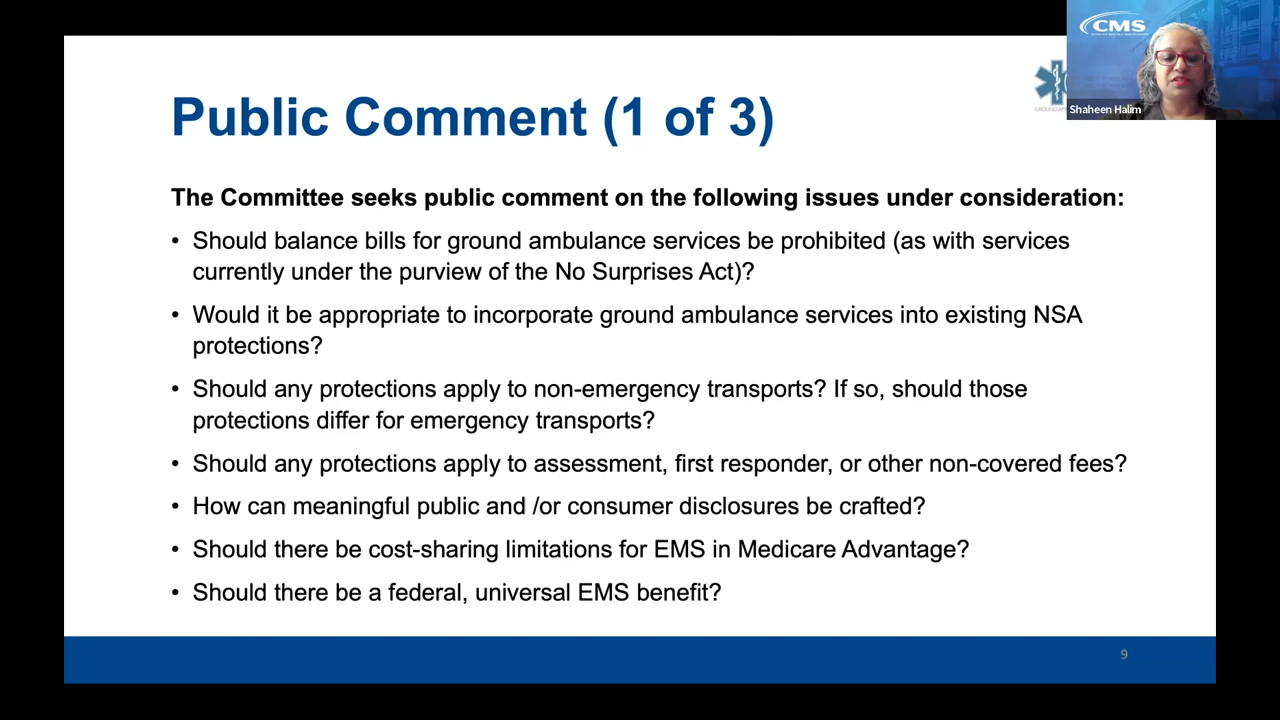 CMS
Shaheen Halim
Public Comment (1 of 3)
The Committee seeks public comment on the following issues under consideration:
• Should balance bills for ground ambulance services be prohibited (as with services
currently under the purview of the No Surprises Act)?
• Would it be appropriate to incorporate ground ambulance services into existing NSA
protections?
• Should any protections apply to non-emergency transports? If so, should those
protections differ for emergency transports?
• Should any protections apply to assessment, first responder, or other non-covered fees?
• How can meaningful public and /or consumer disclosures be crafted?
• Should there be cost-sharing limitations for EMS in Medicare Advantage?
• Should there be a federal, universal EMS benefit?
9